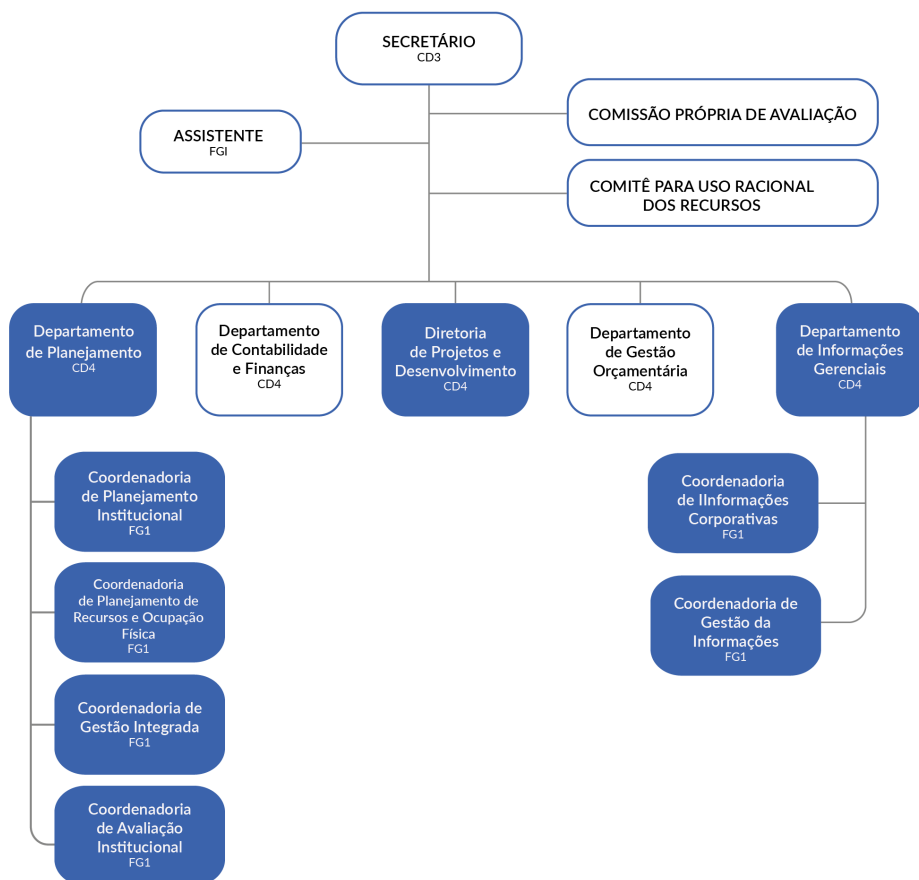 SECRETÁRIO
CD3
COMISSÃO PRÓPRIA DE AVALIAÇÃO
ASSISTENTE
FGI
COMITÊ PARA USO RACIONAL
DOS RECURSOS
Departamento
de Planejamento
CD4
Departamento
de Contabilidade
e Finanças
CD4
Diretoria
de Projetos e
Desenvolvimento
CD4
Departamento
de Gestão
Orçamentária
CD4
Departamento
de Informações
Gerenciais
CD4
Coordenadoria
de Planejamento
Institucional
FG1
Coordenadoria
de Planejamento de
Recursos e Ocupação
Física
FG1
Coordenadoria de
Gestão Integrada
FG1
Coordenadoria
de Avaliação
Institucional
FG1
Coordenadoria
de IInformações
Corporativas
FG1
Coordenadoria de
Gestão da
Informações
FG1